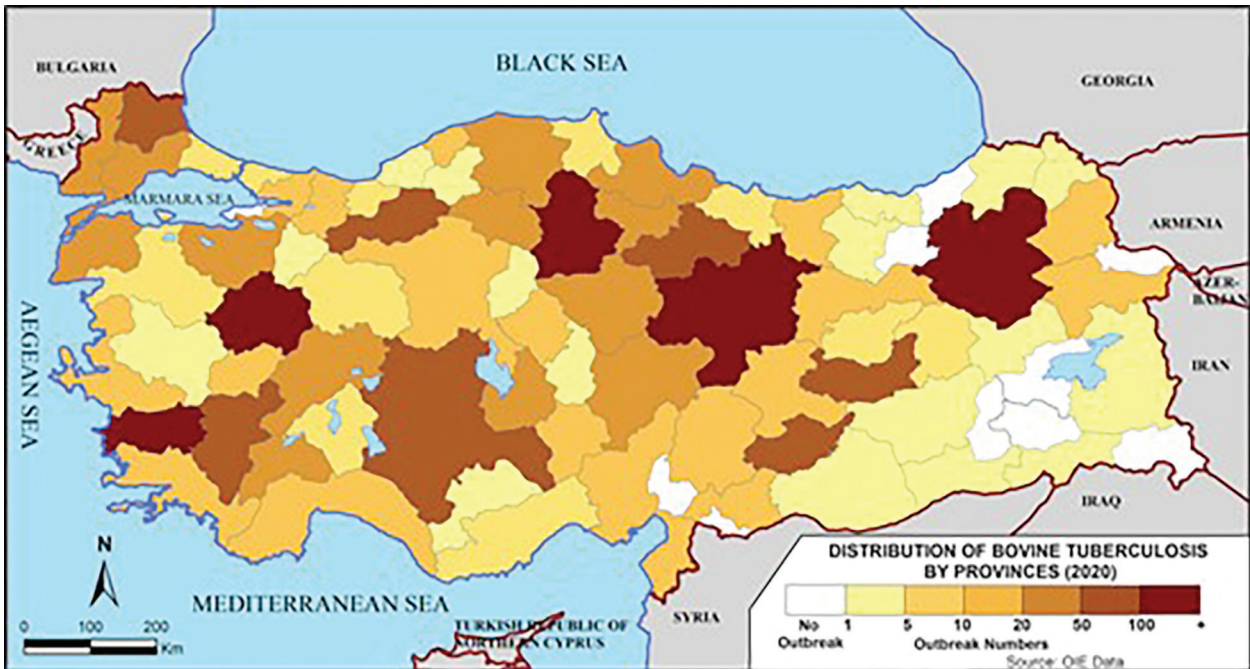 BLACK SEA
BULGARIA
GEORGIA
GREECE
MARMARA SEA
ARMENIA
AZER-
BAIJAN
AEGEAN SEA
IRAN
IRAQ
N
DISTRIBUTION OF BOVINE TUBERCULOSIS
BY PROVINCES (2020)
MEDITERRANEAN SEA
SYRIA
TURKISH REPUBLIC OF
NORTHERN CYPRUS
0 100 200
Km
No 1 5 10 20 50 100 +
Outbreak Outbreak Numbers
Source: OIE Data